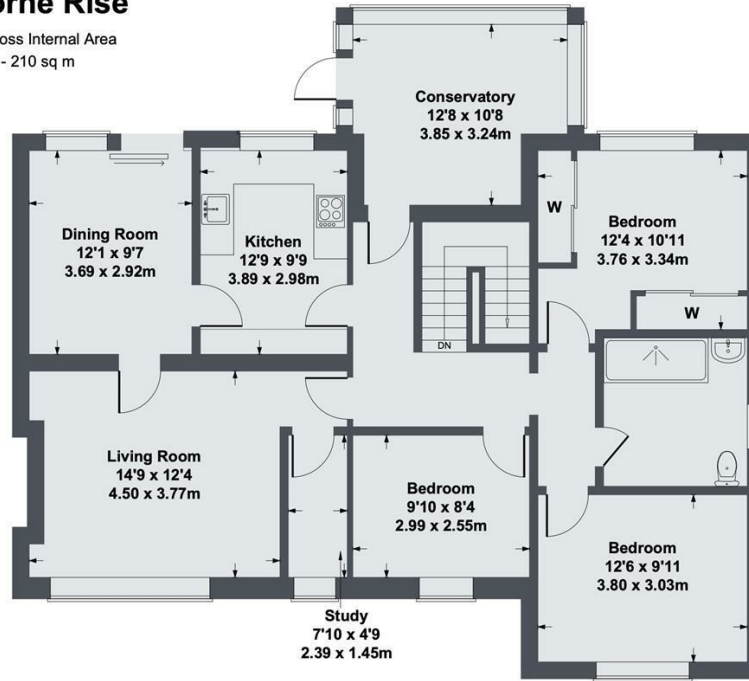 orne Rise
oss Internal Area
- 210 sq m
Conservatory
12'8 x 10'8
3.85 x 3.24m
Dining Room
12'1 x 9'7
3.69 x 2.92m
Kitchen
12'9 x 9'9
3.89 x 2.98m
W
Bedroom
12'4 x 10'11
3.76 x 3.34m
W
DN
Living Room
14'9 x 12'4
4.50 x 3.77m
Bedroom
9'10 x 8'4
2.99 x 2.55m
Bedroom
12'6 x 9'11
3.80 x 3.03m
Study
7'10 x 4'9
2.39 x 1.45m